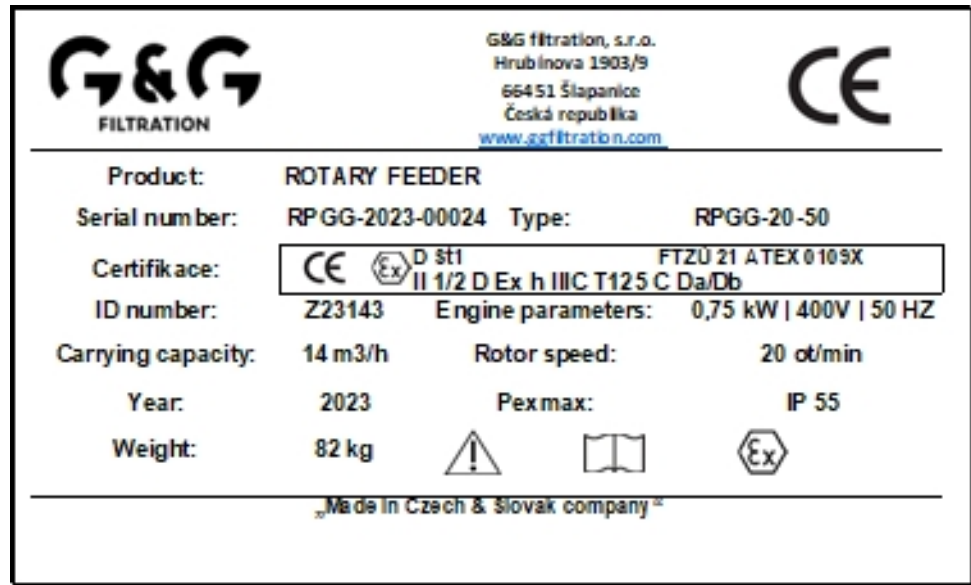 G&G
FILTRATION
G&G filtration, s.r.o.
Hrubínova 1903/9
664 51 Šlapanice
Česká republika
www.ggfiltration.com
CE
Product: ROTARY FEEDER
Serial number: RPGG-2023-00024 Type: RPGG-20-50
Certifikace: CE Ex D St1 FTZÚ 21 ATEX 0109X
II 1/2 D Ex h IIIC T125 C Da/Db
ID number: Z23143 Engine parameters: 0,75 kW | 400V | 50 HZ
Carrying capacity: 14 m3/h Rotor speed: 20 ot/min
Year: 2023 Pexmax: IP 55
Weight: 82 kg Ex
„Made in Czech & Slovak company“